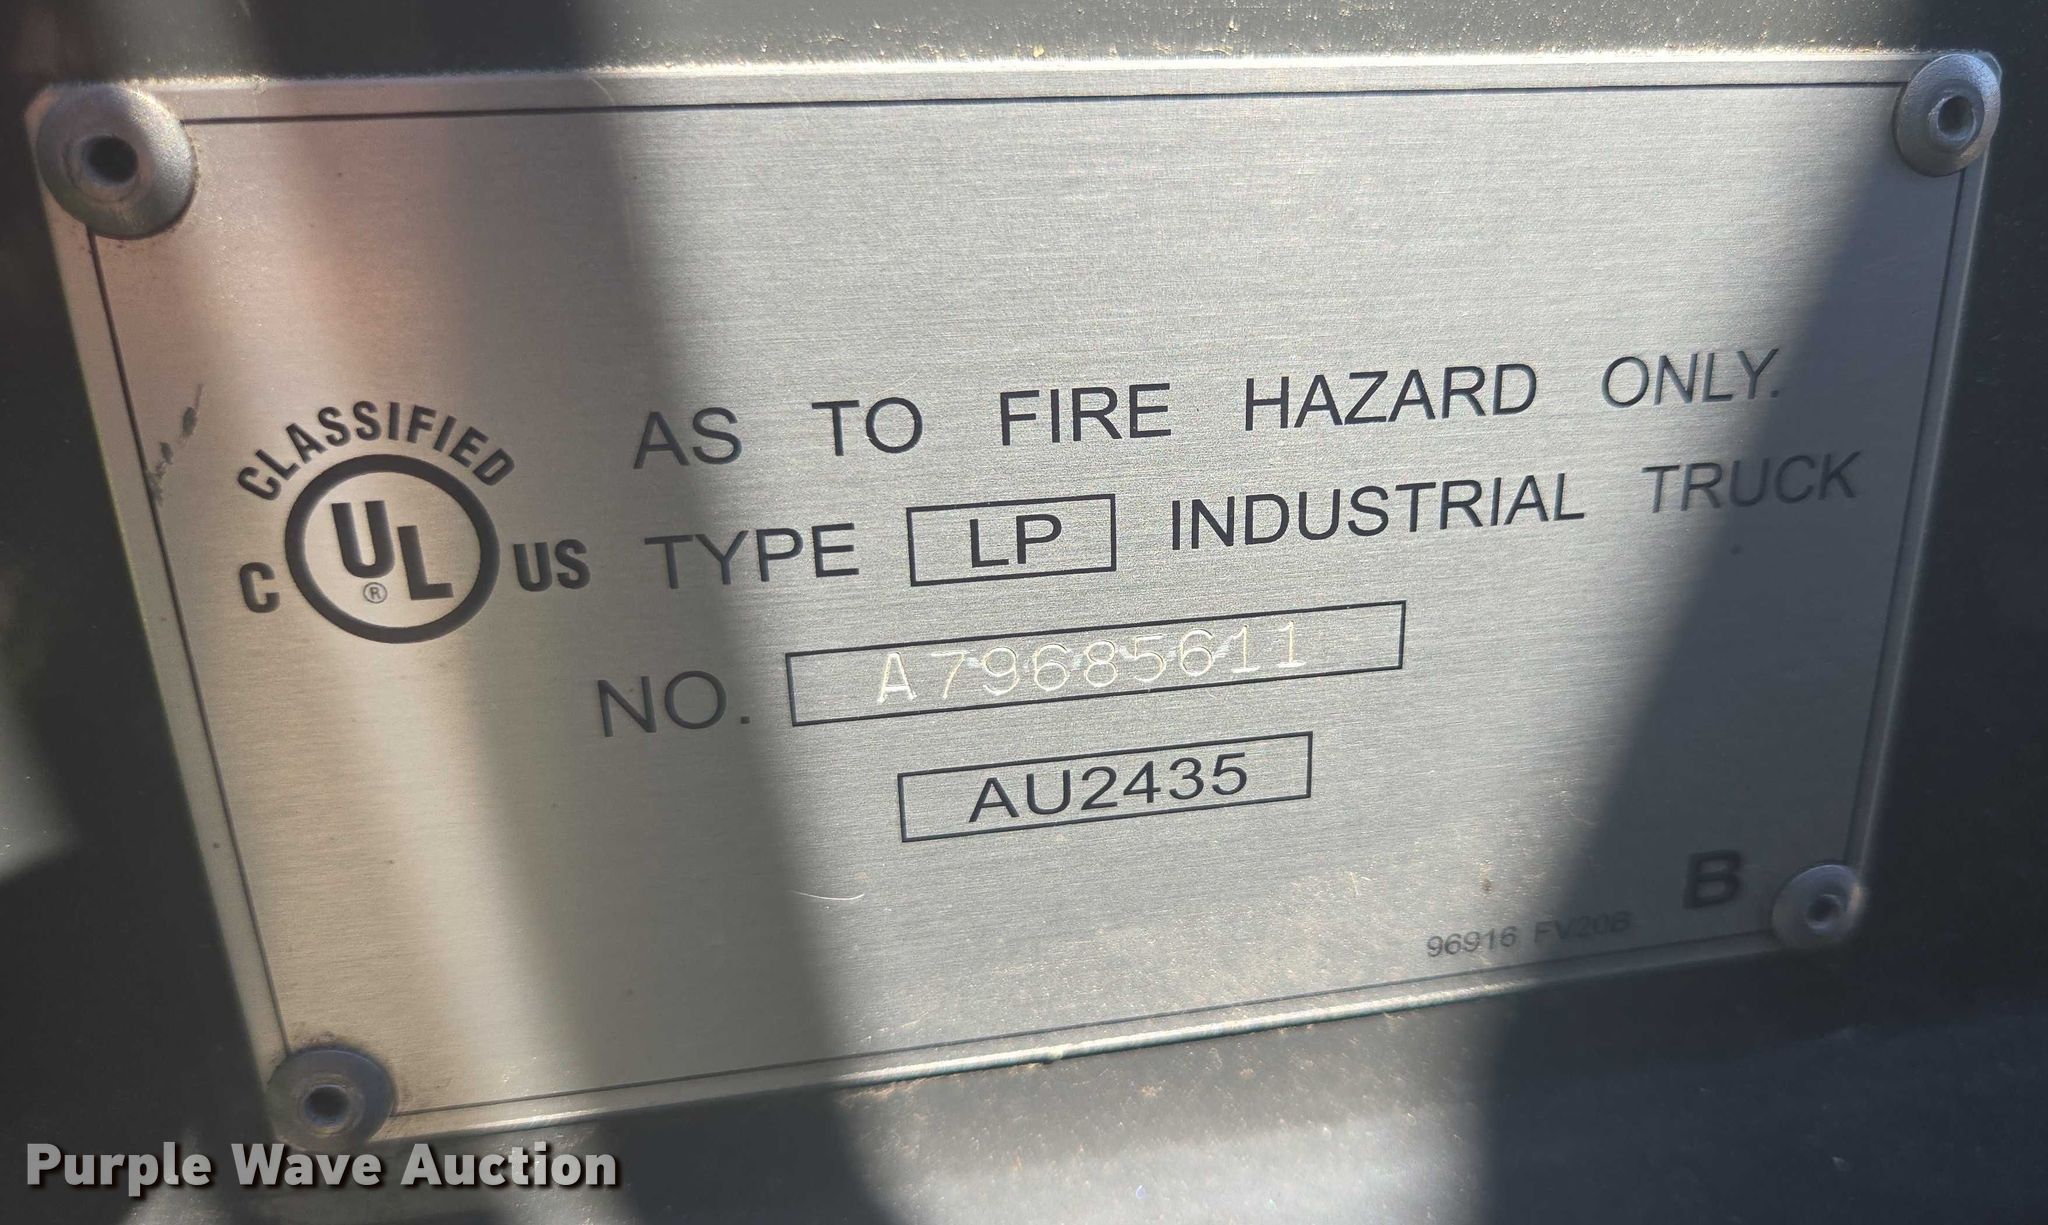 CLASSIFIED
C UL ® US
AS TO FIRE HAZARD ONLY.
TYPE LP INDUSTRIAL TRUCK
NO. A79685611
AU2435
B
96916 FV20B
Purple Wave Auction